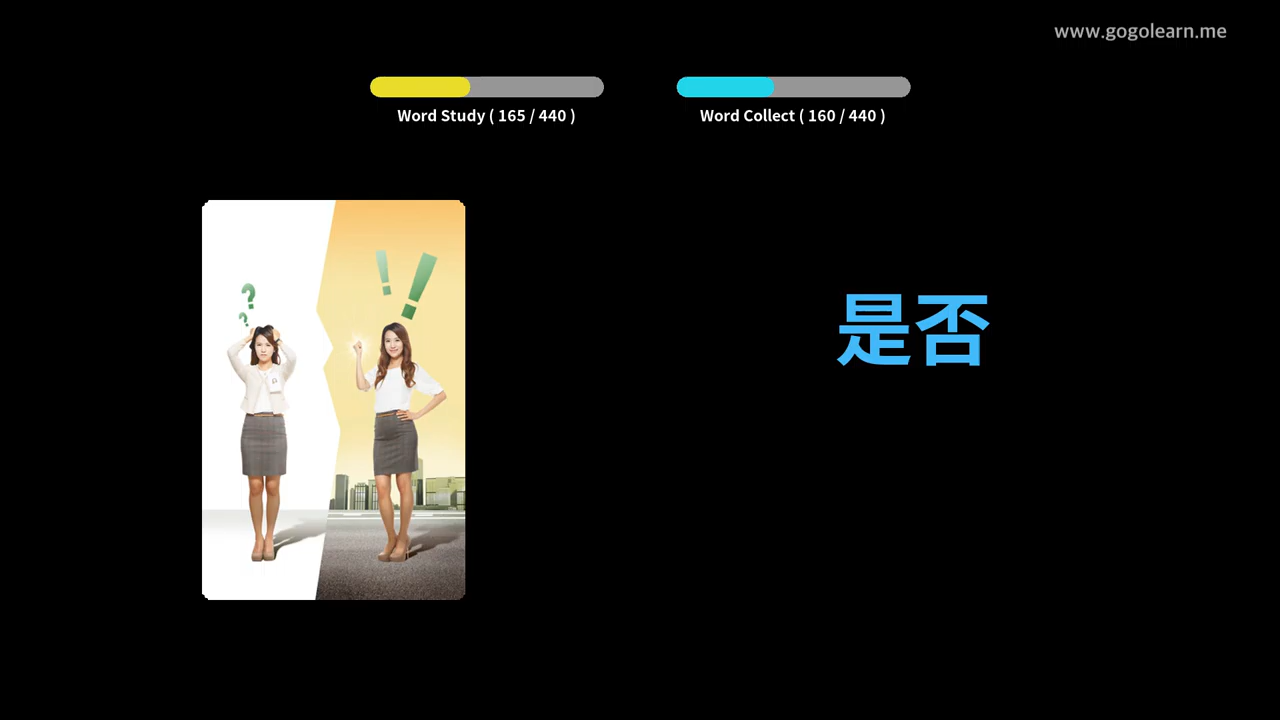 www.gogolearn.me
Word Study ( 165 / 440 )
Word Collect ( 160 / 440 )
? ?
! !
是否